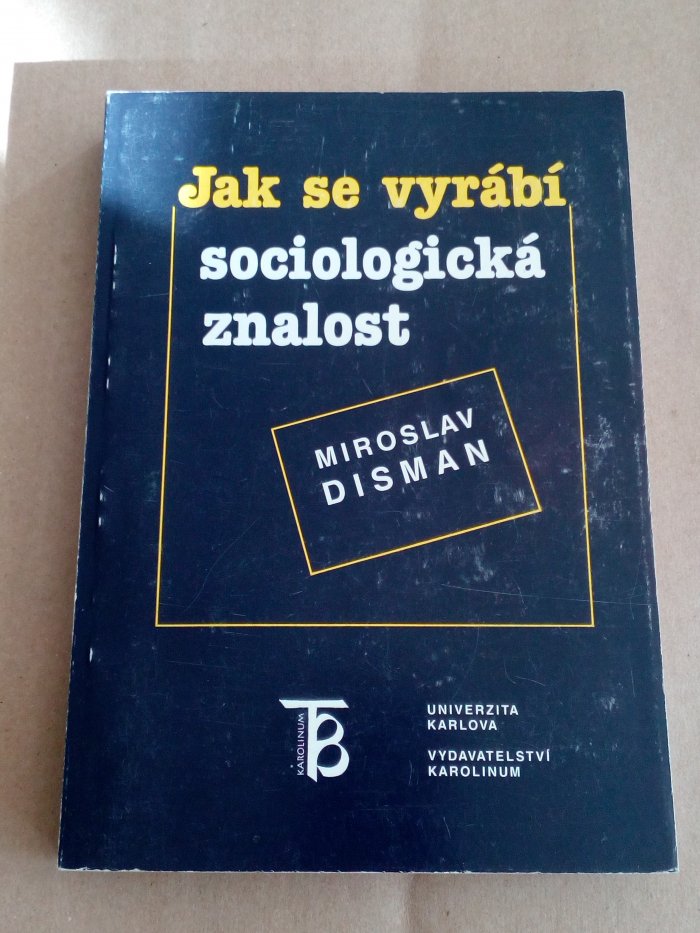 Jak se vyrábí
sociologická
znalost
MIROSLAV
DISMAN
KAROLINUM
UNIVERZITA
KARLOVA
VYDAVATELSTVÍ
KAROLINUM